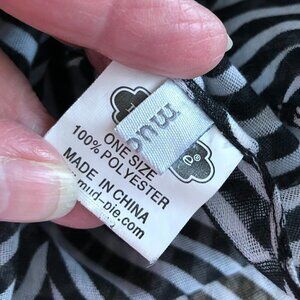 mud
ONE SIZE
100% POLYESTER
MADE IN CHINA
mud-pie.com